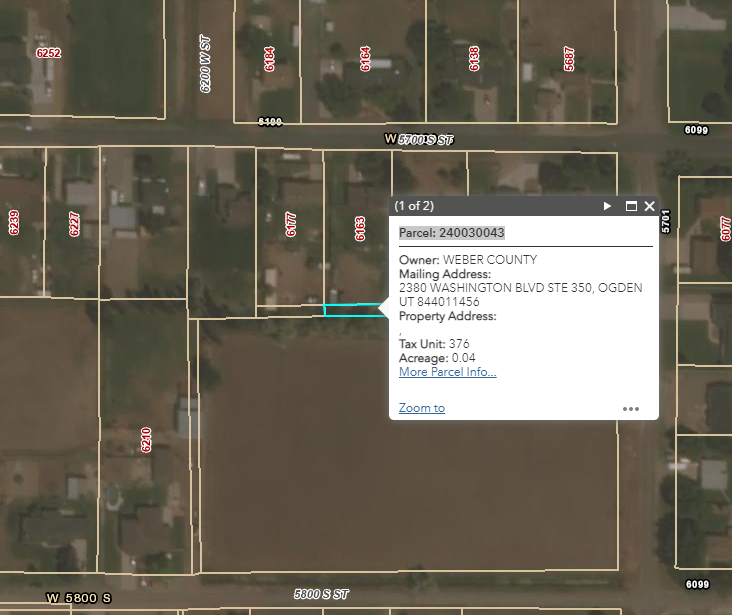 6252
6200 W ST
6184
6164
6138
5687
6199
W
5700 S ST
6099
6239
6227
6177
6163
5701
6077
(1 of 2)
Parcel: 240030043
Owner: WEBER COUNTY
Mailing Address:
2380 WASHINGTON BLVD STE 350, OGDEN
UT 844011456
Property Address:
,
Tax Unit: 376
Acreage: 0.04
More Parcel Info...
Zoom to
6210
W 5800 S
5800 S ST
6099